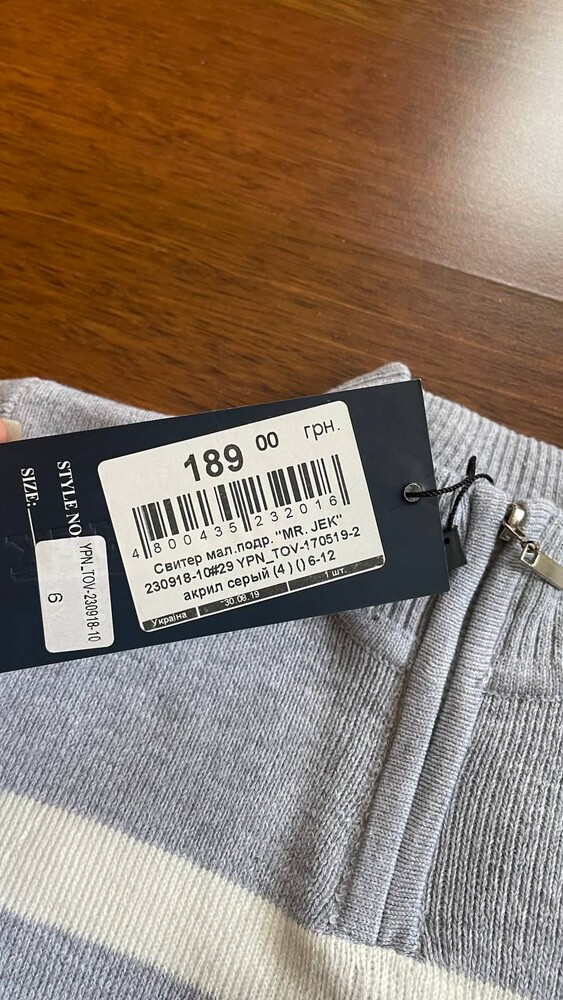 189 00 грн.
4 800435 232016
Свитер мал.подр. "MR. JEK"
230918-10#29 YPN_TOV-170519-2
акрил серый (4 ) () 6-12
Україна 30.08.19 1 шт.
STYLE NO
SIZE:
YPN_TOV-230918-10
6